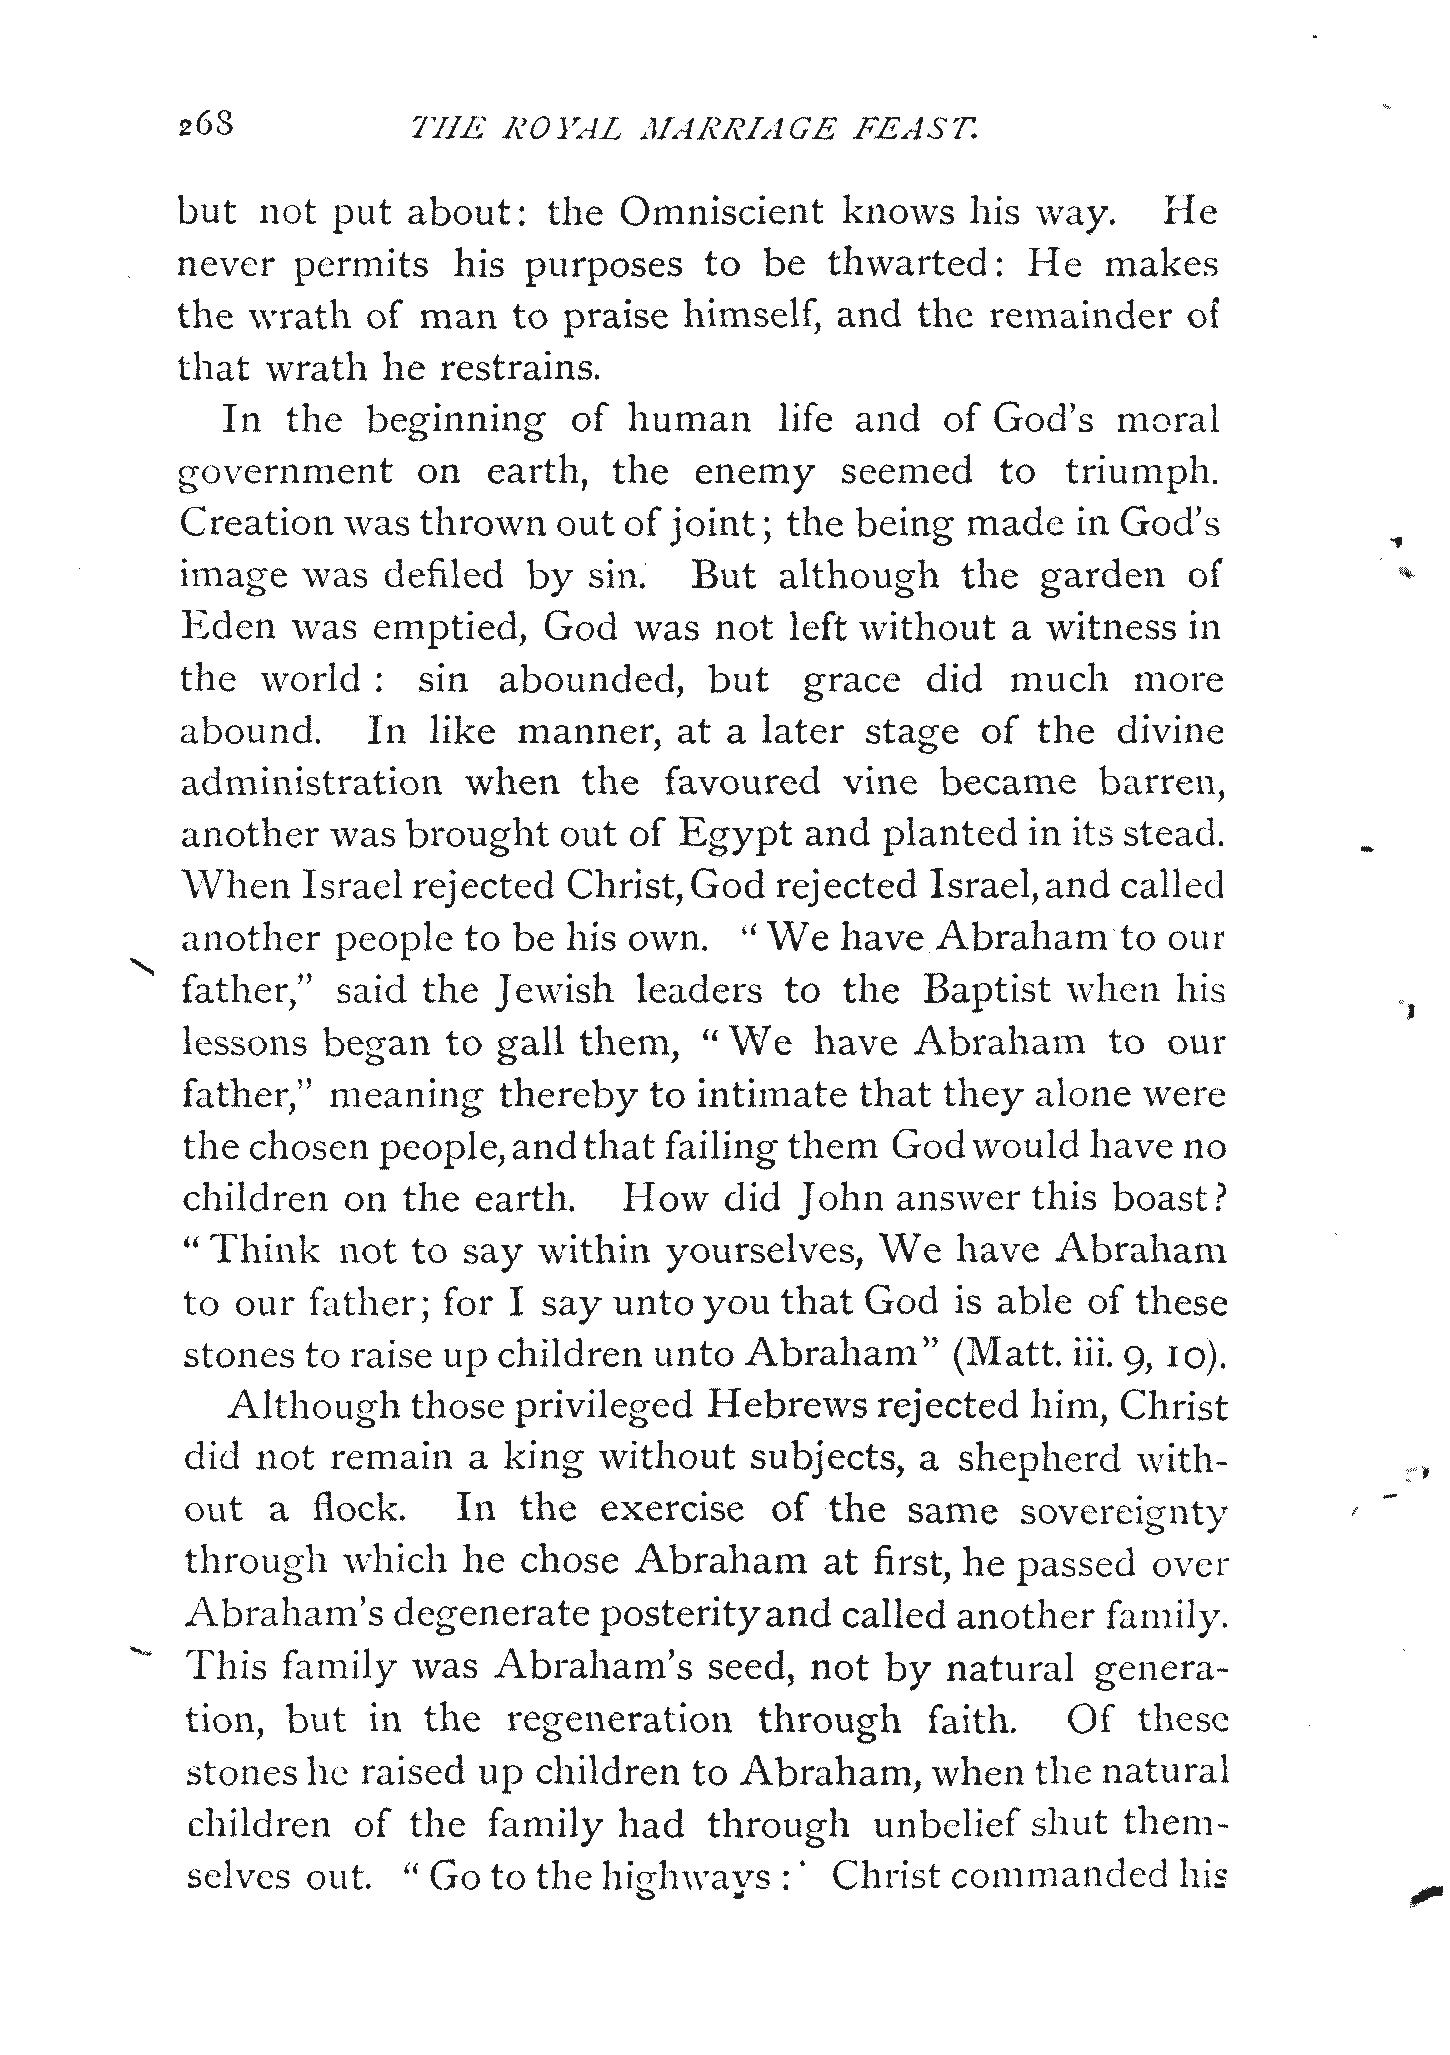 268 THE ROYAL MARRIAGE FEAST.
but not put about: the Omniscient knows his way. He
never permits his purposes to be thwarted: He makes
the wrath of man to praise himself, and the remainder of
that wrath he restrains.
In the beginning of human life and of God's moral
government on earth, the enemy seemed to triumph.
Creation was thrown out of joint; the being made in God's
image was defiled by sin. But although the garden of
Eden was emptied, God was not left without a witness in
the world : sin abounded, but grace did much more
abound. In like manner, at a later stage of the divine
administration when the favoured vine became barren,
another was brought out of Egypt and planted in its stead.
When Israel rejected Christ, God rejected Israel, and called
another people to be his own. “ We have Abraham to our
father,” said the Jewish leaders to the Baptist when his
lessons began to gall them, “ We have Abraham to our
father,” meaning thereby to intimate that they alone were
the chosen people, and that failing them God would have no
children on the earth. How did John answer this boast?
“ Think not to say within yourselves, We have Abraham
to our father; for I say unto you that God is able of these
stones to raise up children unto Abraham” (Matt. iii. 9, 10).
Although those privileged Hebrews rejected him, Christ
did not remain a king without subjects, a shepherd with-
out a flock. In the exercise of the same sovereignty
through which he chose Abraham at first, he passed over
Abraham's degenerate posterity and called another family.
This family was Abraham's seed, not by natural genera-
tion, but in the regeneration through faith. Of these
stones he raised up children to Abraham, when the natural
children of the family had through unbelief shut them-
selves out. “ Go to the highways :' Christ commanded his